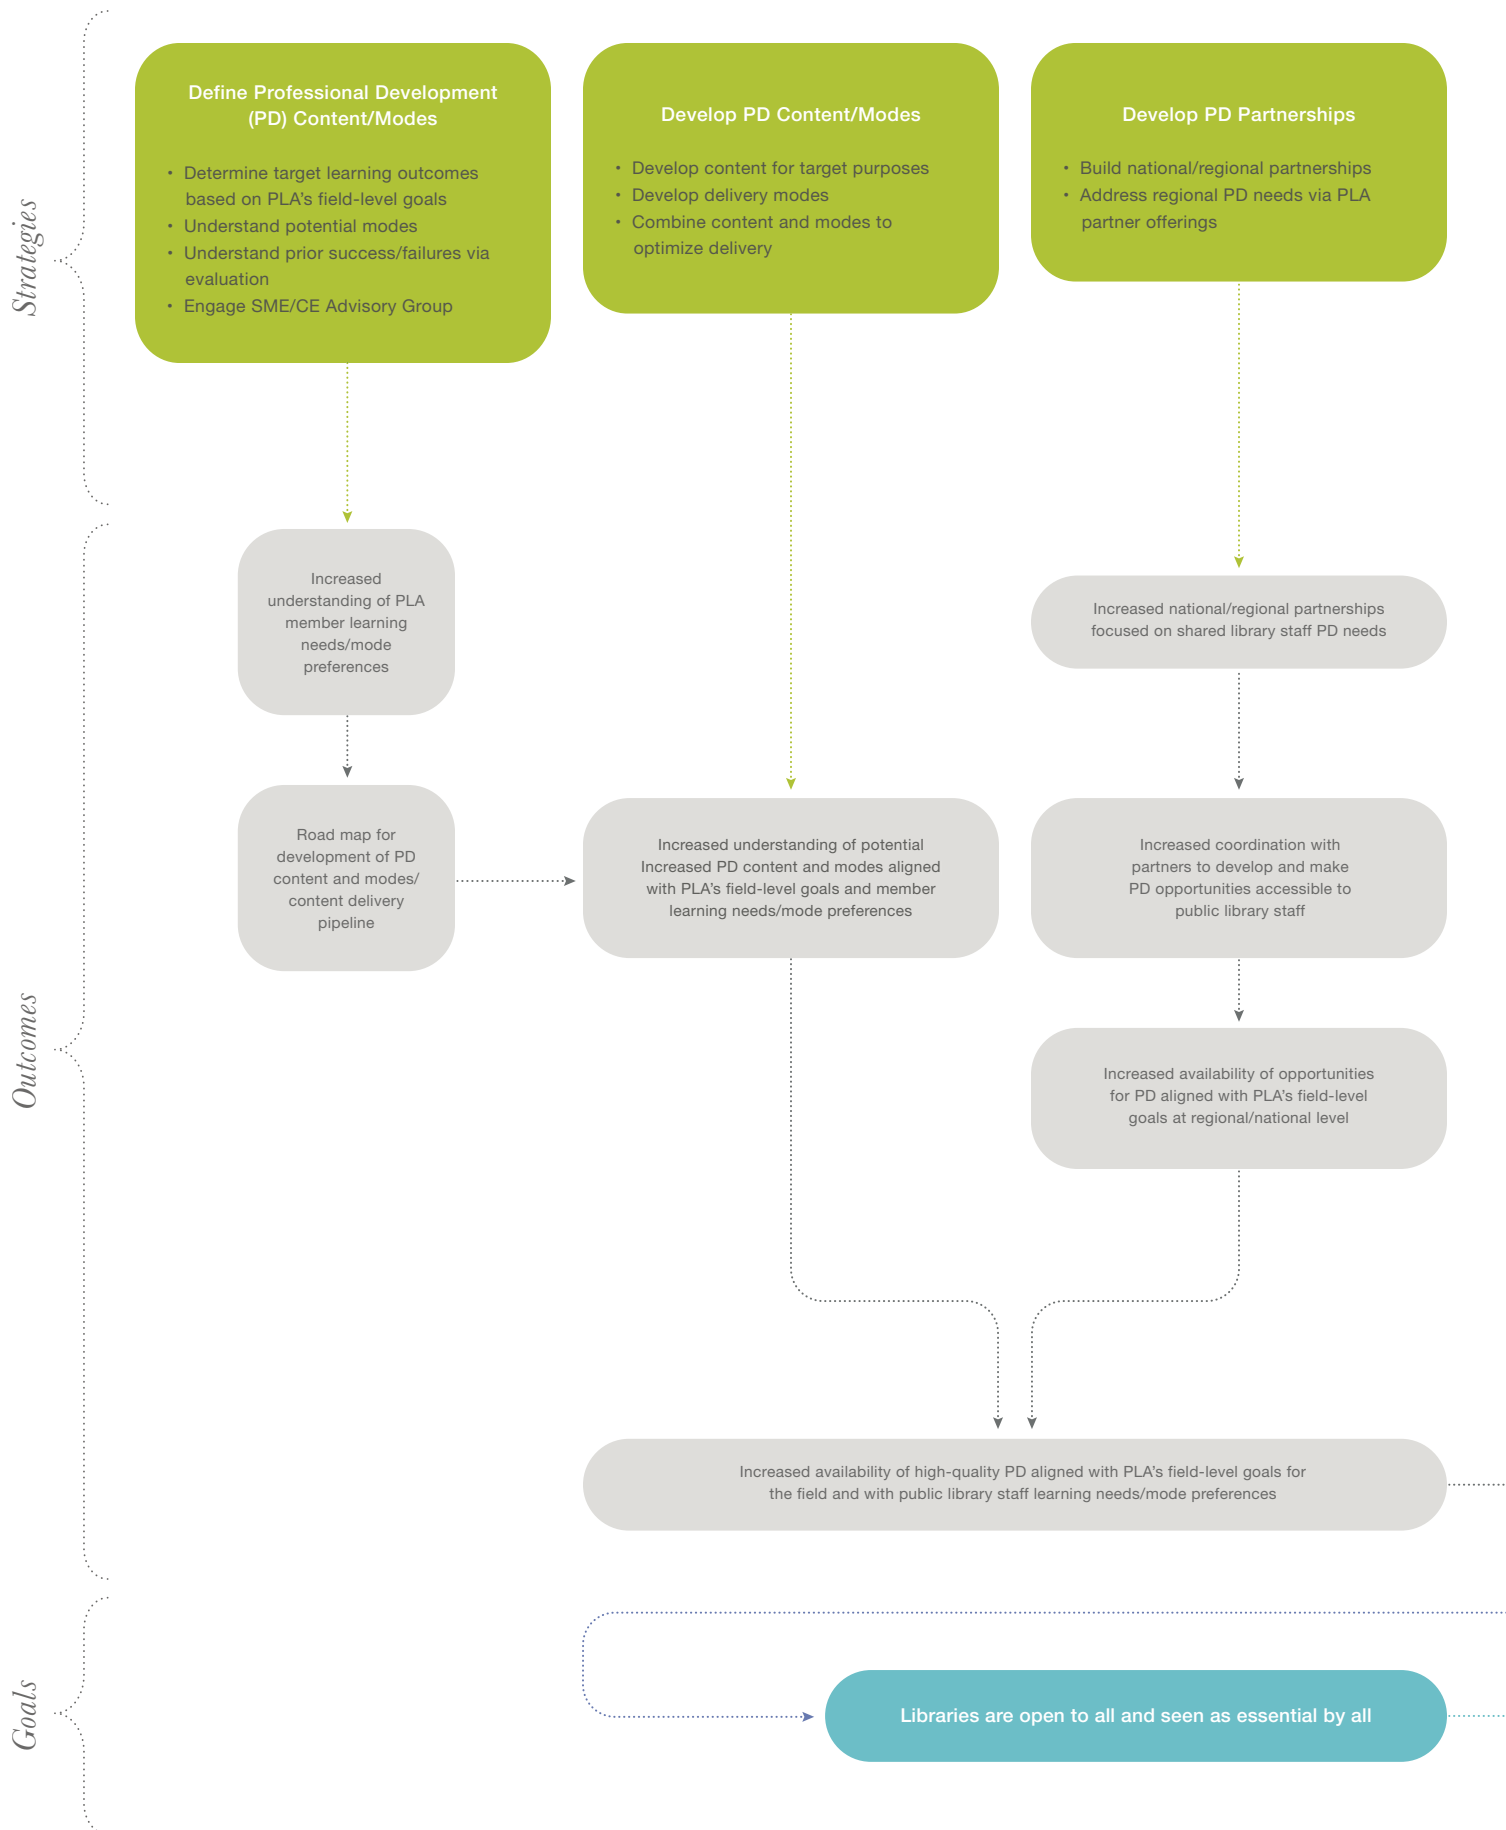 Strategies
Define Professional Development
(PD) Content/Modes
• Determine target learning outcomes
based on PLA’s field-level goals
• Understand potential modes
• Understand prior success/failures via
evaluation
• Engage SME/CE Advisory Group
Develop PD Content/Modes
• Develop content for target purposes
• Develop delivery modes
• Combine content and modes to
optimize delivery
Develop PD Partnerships
• Build national/regional partnerships
• Address regional PD needs via PLA
partner offerings
Outcomes
Increased
understanding of PLA
member learning
needs/mode
preferences
Increased national/regional partnerships
focused on shared library staff PD needs
Road map for
development of PD
content and modes/
content delivery
pipeline
Increased understanding of potential
Increased PD content and modes aligned
with PLA’s field-level goals and member
learning needs/mode preferences
Increased coordination with
partners to develop and make
PD opportunities accessible to
public library staff
Increased availability of opportunities
for PD aligned with PLA’s field-level
goals at regional/national level
Increased availability of high-quality PD aligned with PLA’s field-level goals for
the field and with public library staff learning needs/mode preferences
Goals
Libraries are open to all and seen as essential by all